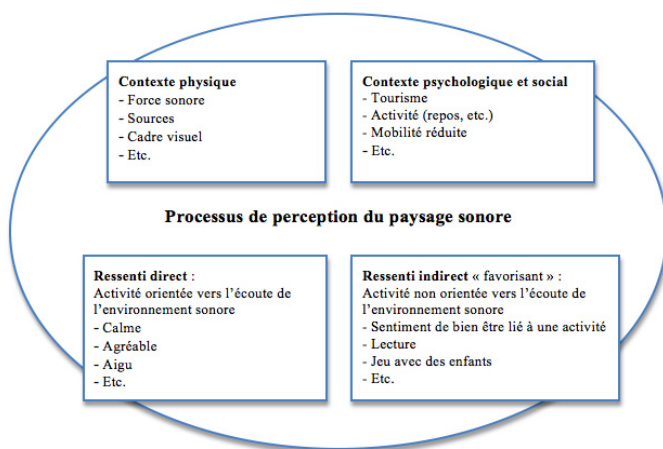 Contexte physique
- Force sonore
- Sources
- Cadre visuel
- Etc.
Contexte psychologique et social
- Tourisme
- Activité (repos, etc.)
- Mobilité réduite
- Etc.
Processus de perception du paysage sonore
Ressenti direct :
Activité orientée vers l'écoute de
l'environnement sonore
- Calme
- Agréable
- Aigu
- Etc.
Ressenti indirect « favorisant » :
Activité non orientée vers l'écoute de
l'environnement sonore
- Sentiment de bien être lié à une activité
- Lecture
- Jeu avec des enfants
- Etc.